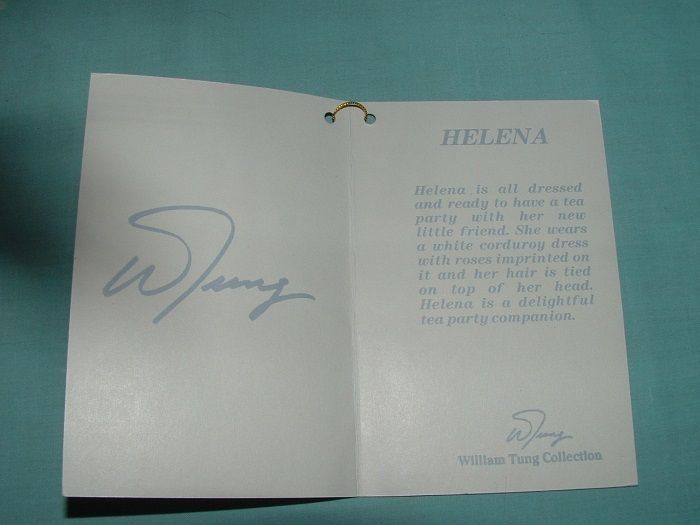 W Tung
HELENA
Helena is all dressed
and ready to have a tea
party with her new
little friend. She wears
a white corduroy dress
with roses imprinted on
it and her hair is tied
on top of her head.
Helena is a delightful
tea party companion.
W Tung
William Tung Collection